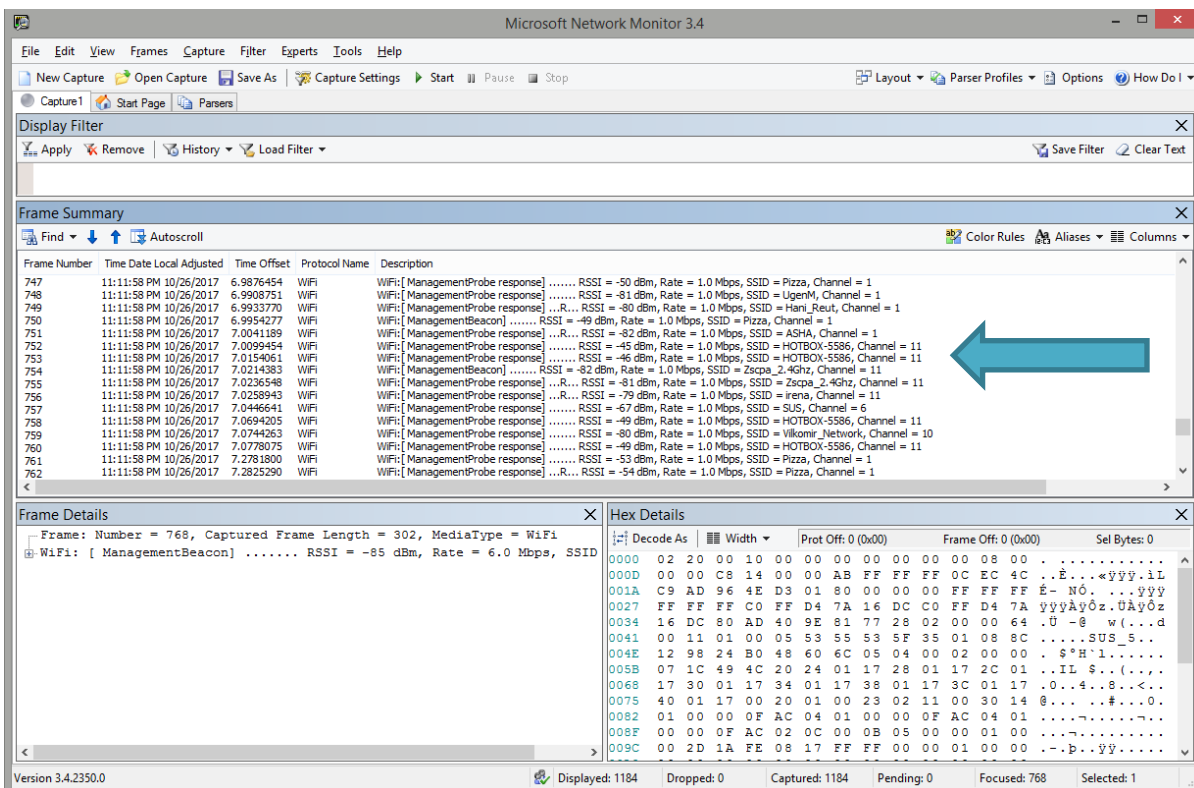 Microsoft Network Monitor 3.4
File Edit View Frames Capture Filter Experts Tools Help
New Capture Open Capture Save As Capture Settings Start Pause Stop Layout Parser Profiles Options How Do I
Capture1 Start Page Parsers
Display Filter
Apply Remove History Load Filter Save Filter Clear Text
Frame Summary
Find Autoscroll Color Rules Aliases Columns
Frame Number Time Date Local Adjusted Time Offset Protocol Name Description
747 11:11:58 PM 10/26/2017 6.9876454 WiFi WiFi:[ ManagementProbe response] ....... RSSI = -50 dBm, Rate = 1.0 Mbps, SSID = Pizza, Channel = 1
748 11:11:58 PM 10/26/2017 6.9908751 WiFi WiFi:[ ManagementProbe response] ....... RSSI = -81 dBm, Rate = 1.0 Mbps, SSID = UgenM, Channel = 1
749 11:11:58 PM 10/26/2017 6.9933770 WiFi WiFi:[ ManagementProbe response] ...R... RSSI = -80 dBm, Rate = 1.0 Mbps, SSID = Hani_Reut, Channel = 1
750 11:11:58 PM 10/26/2017 6.9954277 WiFi WiFi:[ ManagementBeacon] ....... RSSI = -49 dBm, Rate = 1.0 Mbps, SSID = Pizza, Channel = 1
751 11:11:58 PM 10/26/2017 7.0041189 WiFi WiFi:[ ManagementProbe response] ...R... RSSI = -82 dBm, Rate = 1.0 Mbps, SSID = ASHA, Channel = 1
752 11:11:58 PM 10/26/2017 7.0099454 WiFi WiFi:[ ManagementProbe response] ....... RSSI = -45 dBm, Rate = 1.0 Mbps, SSID = HOTBOX-5586, Channel = 11
753 11:11:58 PM 10/26/2017 7.0154061 WiFi WiFi:[ ManagementProbe response] ....... RSSI = -46 dBm, Rate = 1.0 Mbps, SSID = HOTBOX-5586, Channel = 11
754 11:11:58 PM 10/26/2017 7.0214383 WiFi WiFi:[ ManagementBeacon] ....... RSSI = -82 dBm, Rate = 1.0 Mbps, SSID = Zscpa_2.4Ghz, Channel = 11
755 11:11:58 PM 10/26/2017 7.0236548 WiFi WiFi:[ ManagementProbe response] ...R... RSSI = -81 dBm, Rate = 1.0 Mbps, SSID = Zscpa_2.4Ghz, Channel = 11
756 11:11:58 PM 10/26/2017 7.0258943 WiFi WiFi:[ ManagementProbe response] ...R... RSSI = -79 dBm, Rate = 1.0 Mbps, SSID = irena, Channel = 11
757 11:11:58 PM 10/26/2017 7.0446641 WiFi WiFi:[ ManagementProbe response] ....... RSSI = -67 dBm, Rate = 1.0 Mbps, SSID = SUS, Channel = 6
758 11:11:58 PM 10/26/2017 7.0694205 WiFi WiFi:[ ManagementProbe response] ....... RSSI = -49 dBm, Rate = 1.0 Mbps, SSID = HOTBOX-5586, Channel = 11
759 11:11:58 PM 10/26/2017 7.0744263 WiFi WiFi:[ ManagementProbe response] ....... RSSI = -80 dBm, Rate = 1.0 Mbps, SSID = Vilkomir_Network, Channel = 10
760 11:11:58 PM 10/26/2017 7.0778075 WiFi WiFi:[ ManagementProbe response] ....... RSSI = -49 dBm, Rate = 1.0 Mbps, SSID = HOTBOX-5586, Channel = 11
761 11:11:58 PM 10/26/2017 7.2781800 WiFi WiFi:[ ManagementProbe response] ....... RSSI = -53 dBm, Rate = 1.0 Mbps, SSID = Pizza, Channel = 1
762 11:11:58 PM 10/26/2017 7.2825290 WiFi WiFi:[ ManagementProbe response] ...R... RSSI = -54 dBm, Rate = 1.0 Mbps, SSID = Pizza, Channel = 1
Frame Details
Frame: Number = 768, Captured Frame Length = 302, MediaType = WiFi
WiFi: [ ManagementBeacon] ....... RSSI = -85 dBm, Rate = 6.0 Mbps, SSID
Hex Details
Decode As Width Prot Off: 0 (0x00) Frame Off: 0 (0x00) Sel Bytes: 0
0000 02 20 00 10 00 00 00 00 00 00 00 08 00 . ...........
000D 00 00 C8 14 00 00 AB FF FF FF 0C EC 4C ..È...«ÿÿÿ.ìL
001A C9 AD 96 4E D3 01 80 00 00 00 FF FF FF É- NÓ. ...ÿÿÿ
0027 FF FF FF C0 FF D4 7A 16 DC C0 FF D4 7A ÿÿÿÀÿÔz.ÜÀÿÔz
0034 16 DC 80 AD 40 9E 81 77 28 02 00 00 64 .Ü -@ w(...d
0041 00 11 01 00 05 53 55 53 5F 35 01 08 8C .....SUS_5..
004E 12 98 24 B0 48 60 6C 05 04 00 02 00 00 . $°H`l......
005B 07 1C 49 4C 20 24 01 17 28 01 17 2C 01 ..IL $..(..,.
0068 17 30 01 17 34 01 17 38 01 17 3C 01 17 .0..4..8..<..
0075 40 01 17 00 20 01 00 23 02 11 00 30 14 @... ..#...0.
0082 01 00 00 0F AC 04 01 00 00 0F AC 04 01 ....¬.....¬..
008F 00 00 0F AC 02 0C 00 0B 05 00 00 01 00 ...¬.........
009C 00 2D 1A FE 08 17 FF FF 00 00 01 00 00 .-.þ..ÿÿ.....
Version 3.4.2350.0 Displayed: 1184 Dropped: 0 Captured: 1184 Pending: 0 Focused: 768 Selected: 1